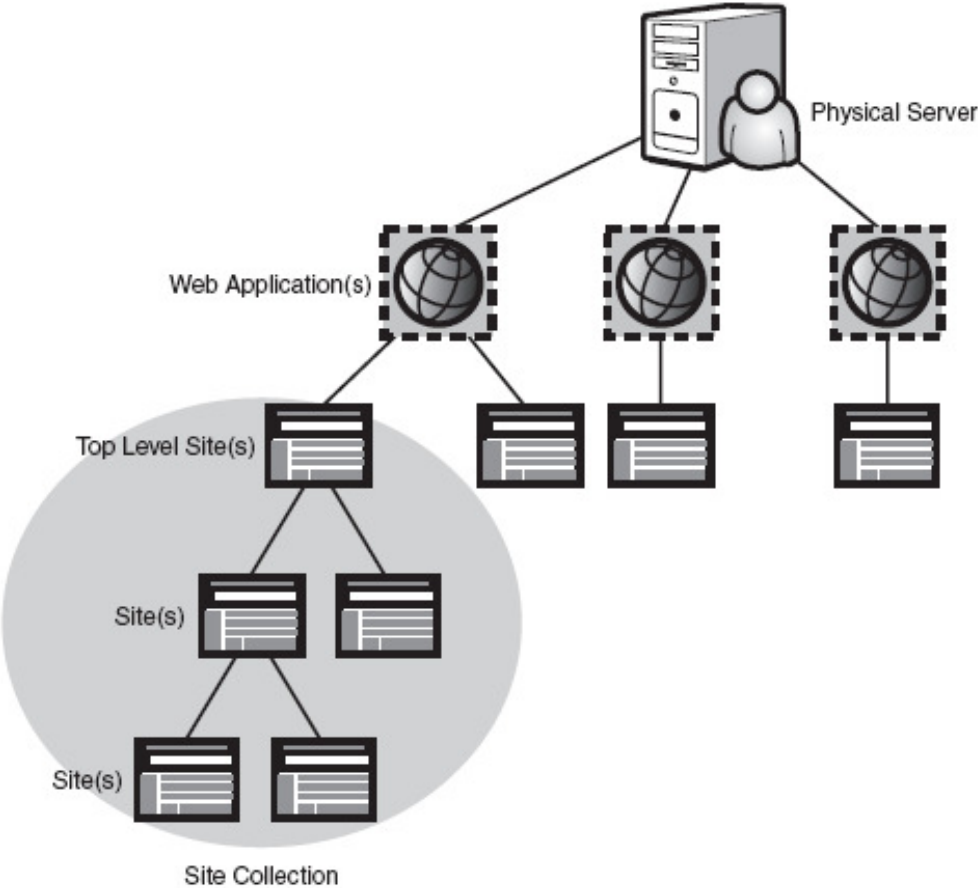 Physical Server
Web Application(s)
Top Level Site(s)
Site(s)
Site(s)
Site Collection